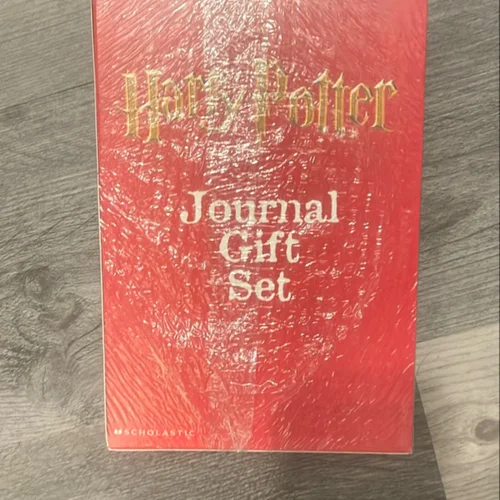 Harry Potter
Journal
Gift
Set
SCHOLASTIC